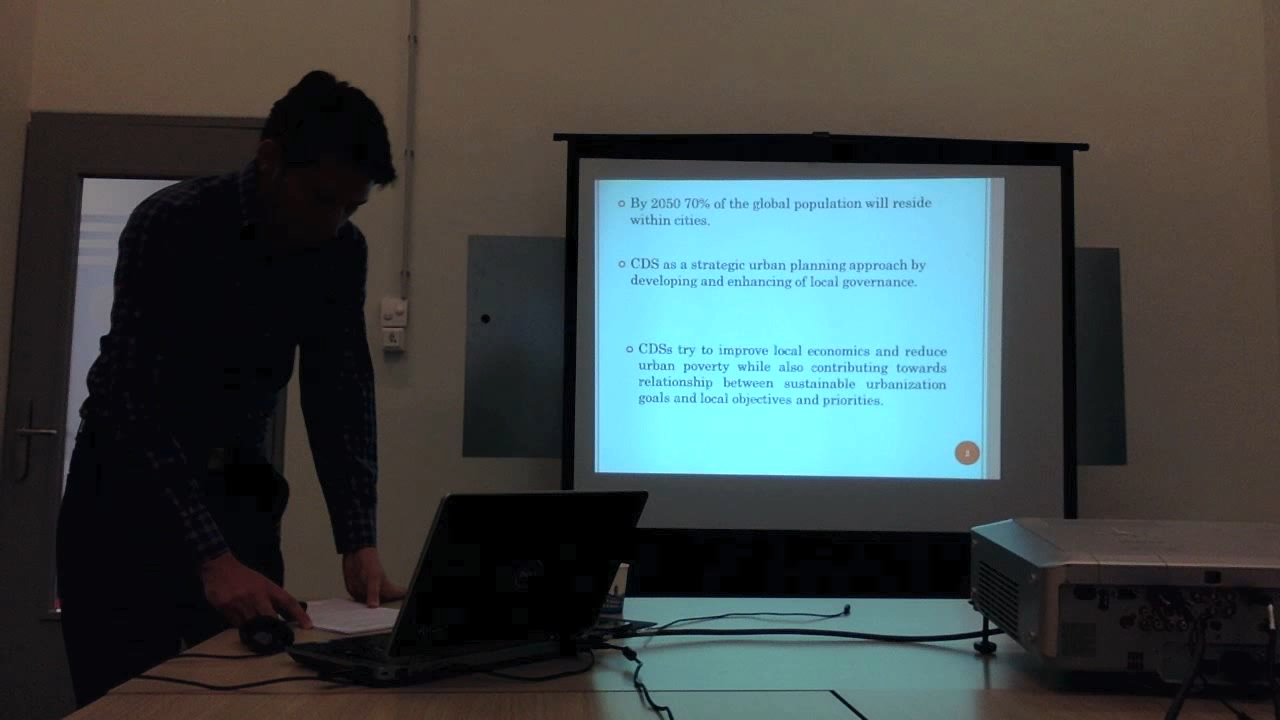 By 2050 70% of the global population will reside
within cities.
CDS as a strategic urban planning approach by
developing and enhancing of local governance.
CDSs try to improve local economics and reduce
urban poverty while also contributing towards
relationship between sustainable urbanization
goals and local objectives and priorities.